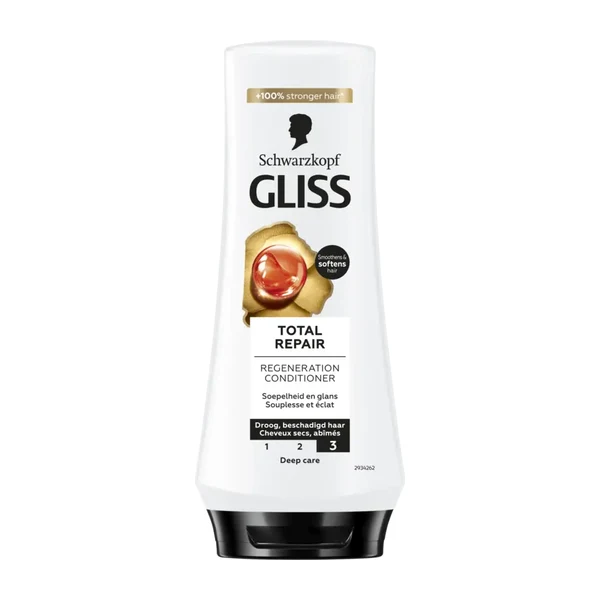 +100% stronger hair*
Schwarzkopf
GLISS
Smoothens &
softens
hair
TOTAL
REPAIR
REGENERATION
CONDITIONER
Soepelheid en glans
Souplesse et éclat
Droog, beschadigd haar
Cheveux secs, abîmés
1 2 3
Deep care
2934262